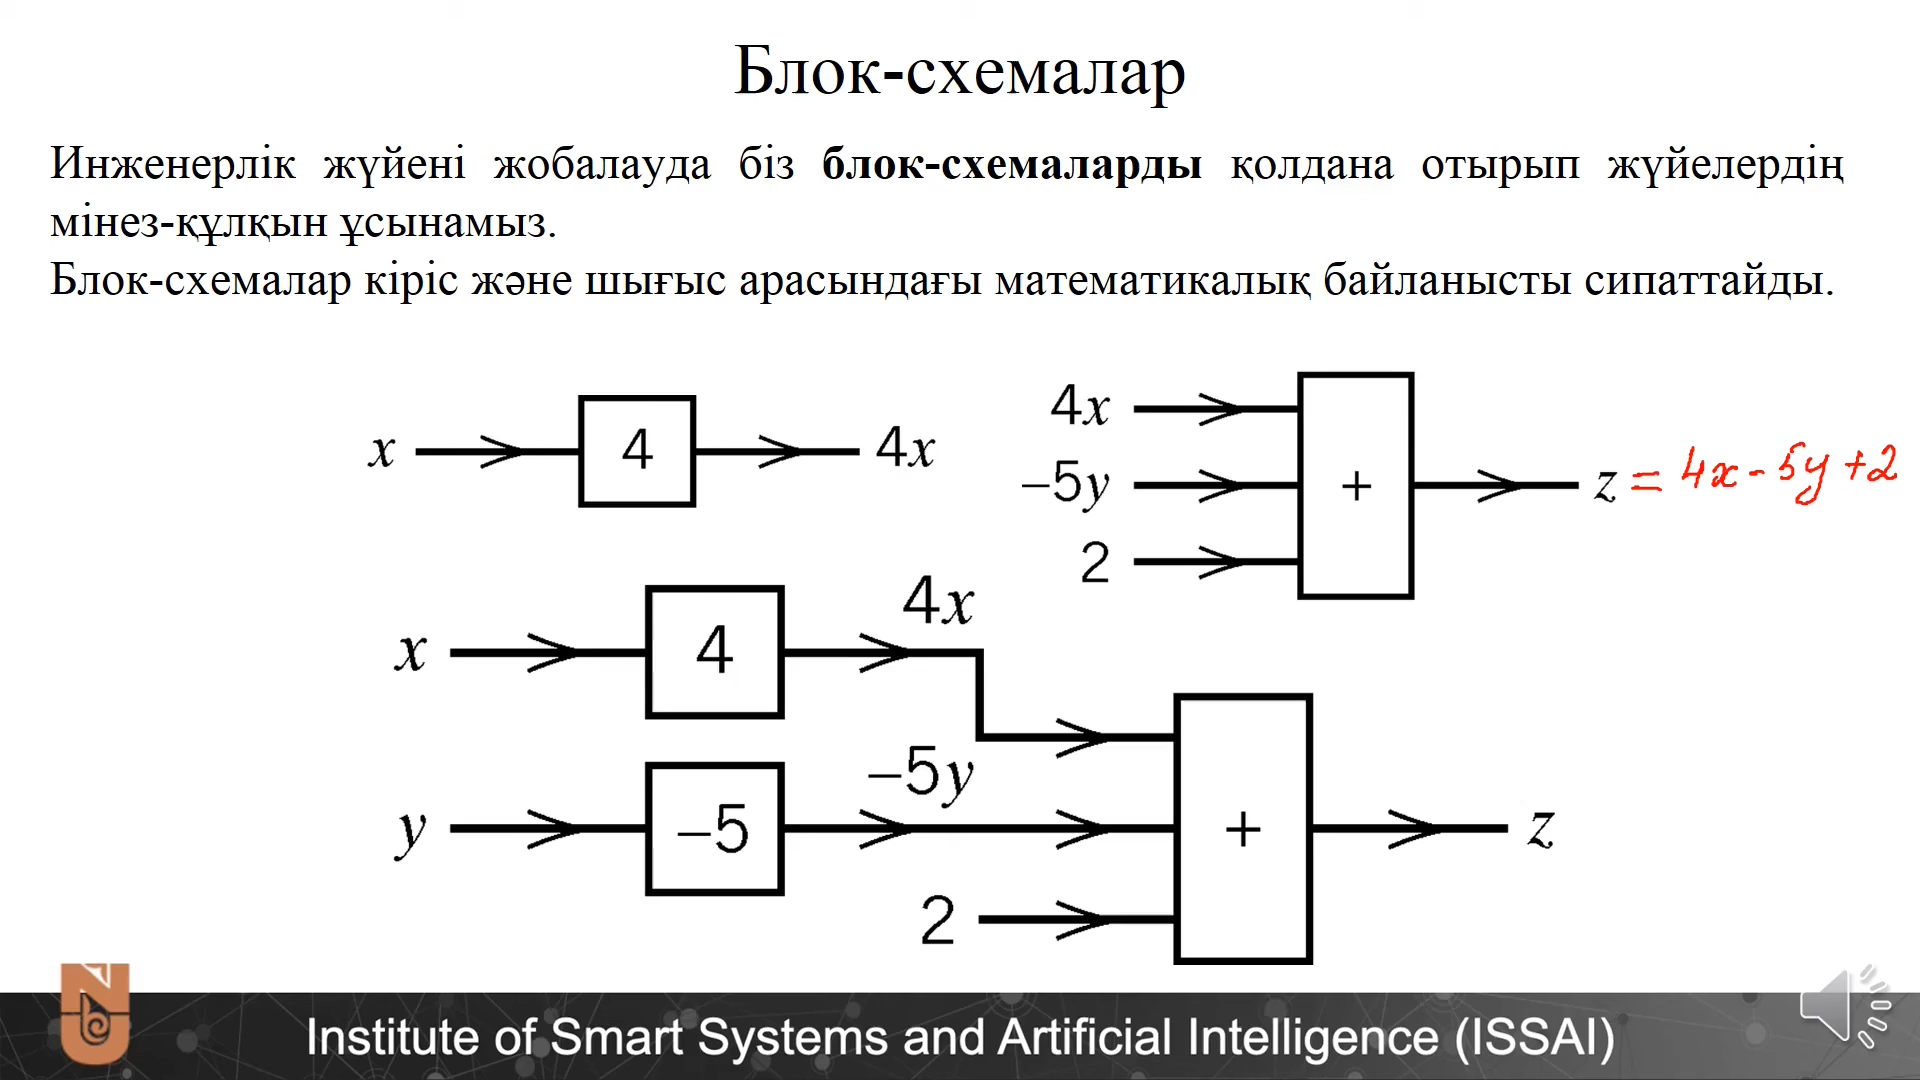 Блок-схемалар
Инженерлік жүйені жобалауда біз блок-схемаларды қолдана отырып жүйелердің
мінез-құлқын ұсынамыз.
Блок-схемалар кіріс және шығыс арасындағы математикалық байланысты сипаттайды.
x 4 4x
4x
−5y + z = 4x - 5y + 2
2
4x
x 4
−5y
y −5 + z
2
Institute of Smart Systems and Artificial Intelligence (ISSAI)